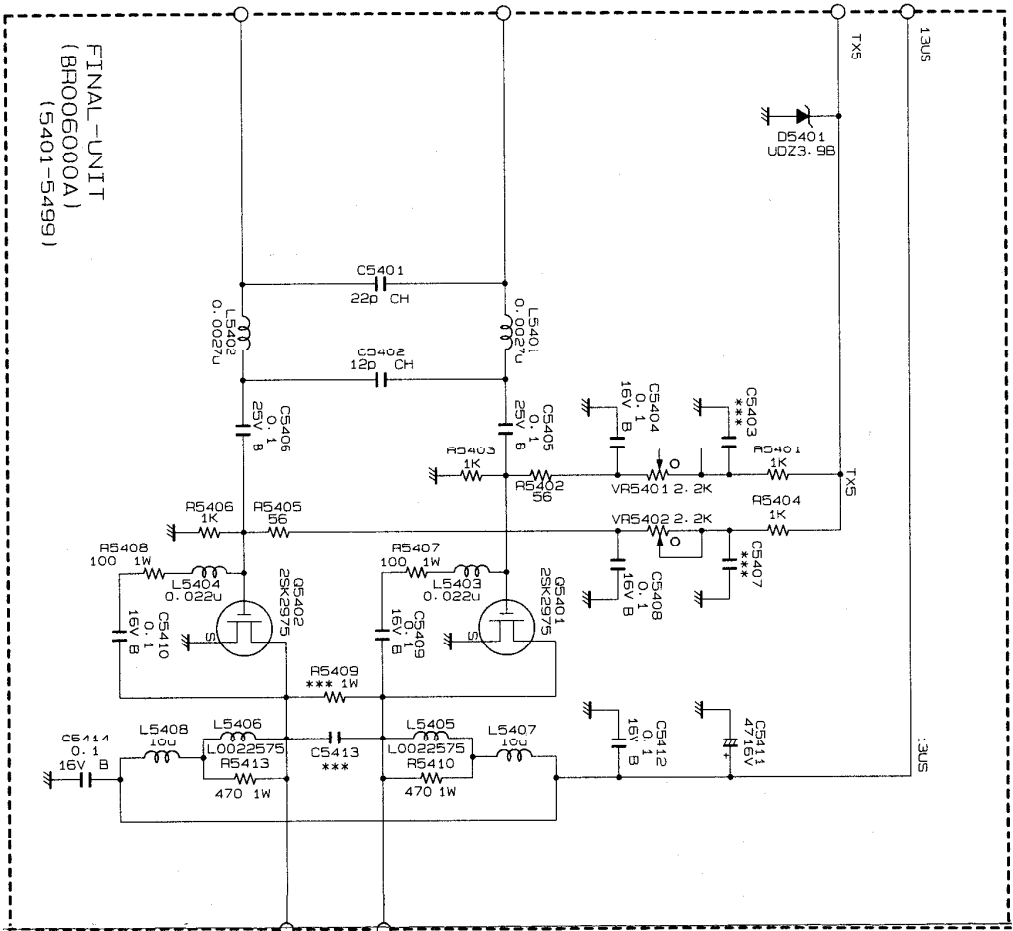 FINAL-UNIT
(BR006000A)
(5401-5499)
TX5
13US
D5401
UDZ3.9B
C5401
22p CH
L5402
0.0027u
L5401
0.0027u
C5402
12p CH
C5406
0.1
25V B
C5405
0.1
25V B
C5404
0.1
16V B
C5403
***
R5403
1K
R5402
56
VR5401 2.2K
O
R5401
1K
TX5
R5406
1K
R5405
56
VR5402 2.2K
O
R5404
1K
R5408
100 1W
L5404
0.022u
Q5402
2SK2975
R5407
100 1W
L5403
0.022u
Q5401
2SK2975
C5408
0.1
16V B
C5407
***
C5410
0.1
16V B
S
C5409
0.1
16V B
S
R5409
*** 1W
L5408
10u
L5406
L0022575
C5413
***
L5405
L0022575
L5407
10u
C5412
0.1
16V B
C5411
47 16V
+
13US
C5414
0.1
16V B
R5413
470 1W
R5410
470 1W